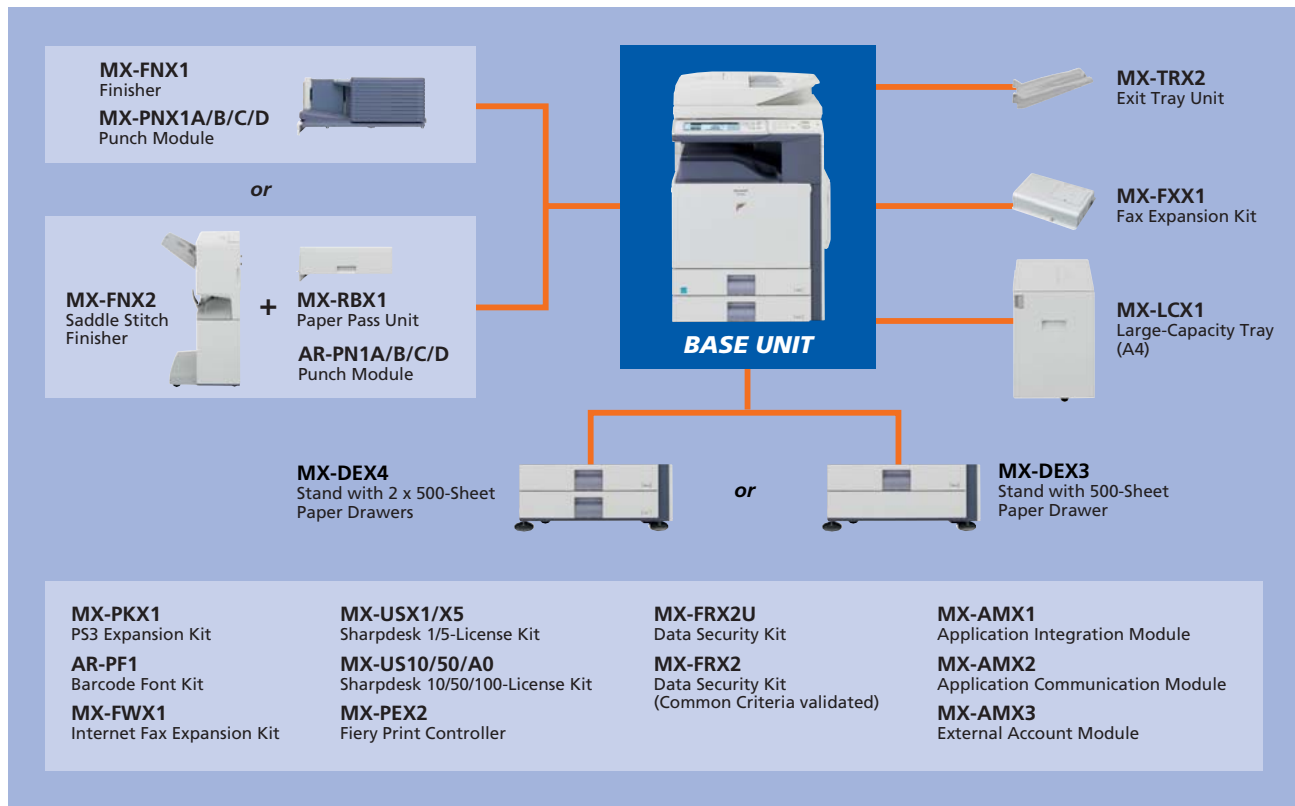 MX-FNX1
Finisher
MX-PNX1A/B/C/D
Punch Module
or
MX-FNX2
Saddle Stitch
Finisher
+
MX-RBX1
Paper Pass Unit
AR-PN1A/B/C/D
Punch Module
BASE UNIT
MX-TRX2
Exit Tray Unit
MX-FXX1
Fax Expansion Kit
MX-LCX1
Large-Capacity Tray
(A4)
MX-DEX4
Stand with 2 x 500-Sheet
Paper Drawers
or
MX-DEX3
Stand with 500-Sheet
Paper Drawer
MX-PKX1
PS3 Expansion Kit
AR-PF1
Barcode Font Kit
MX-FWX1
Internet Fax Expansion Kit
MX-USX1/X5
Sharpdesk 1/5-License Kit
MX-US10/50/A0
Sharpdesk 10/50/100-License Kit
MX-PEX2
Fiery Print Controller
MX-FRX2U
Data Security Kit
MX-FRX2
Data Security Kit
(Common Criteria validated)
MX-AMX1
Application Integration Module
MX-AMX2
Application Communication Module
MX-AMX3
External Account Module